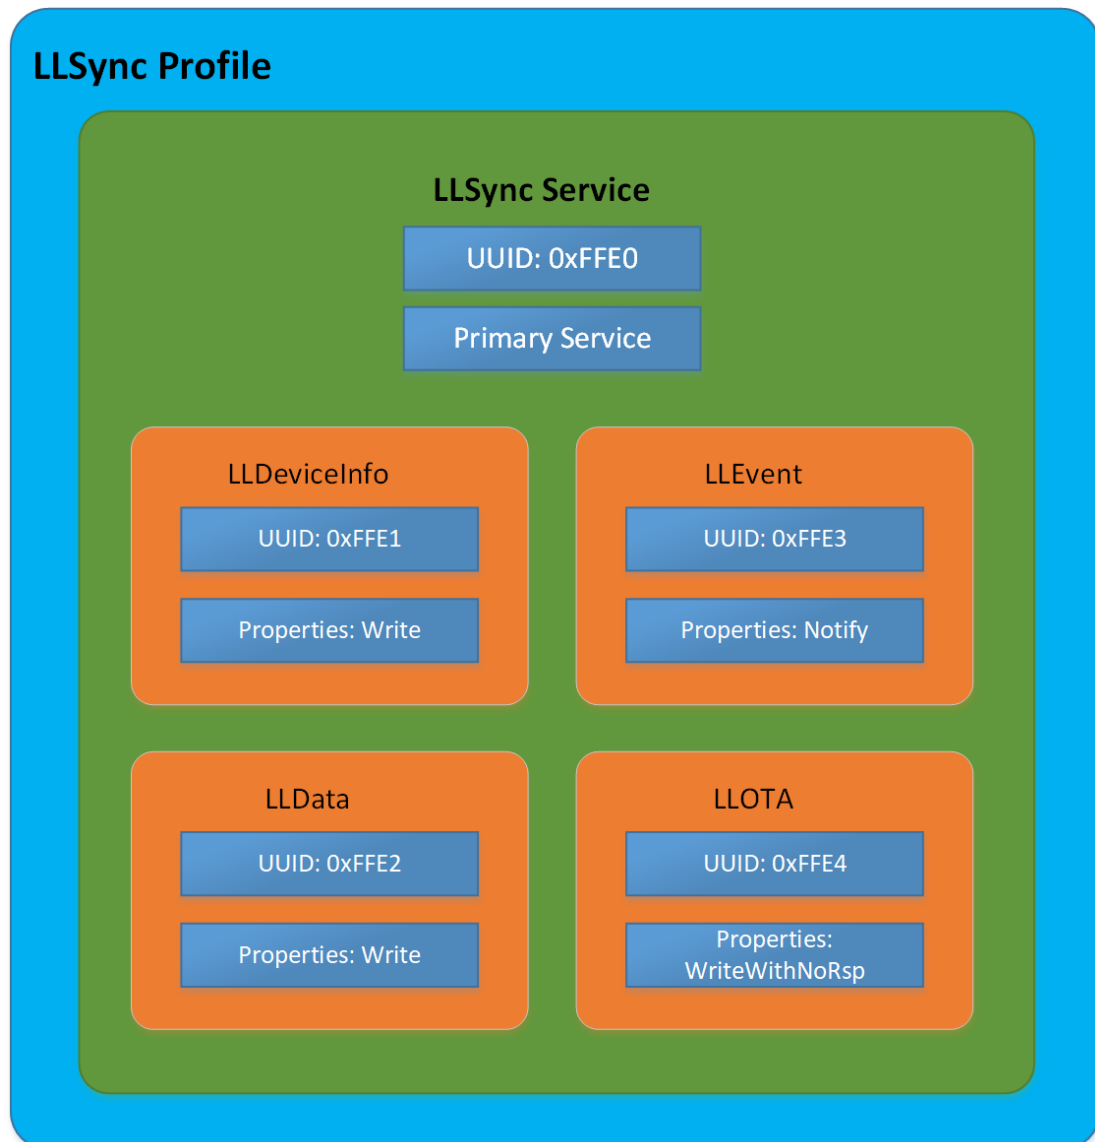 LLSync Profile
LLSync Service
UUID: 0xFFE0
Primary Service
LLDeviceInfo
UUID: 0xFFE1
Properties: Write
LLEvent
UUID: 0xFFE3
Properties: Notify
LLData
UUID: 0xFFE2
Properties: Write
LLOTA
UUID: 0xFFE4
Properties:
WriteWithNoRsp